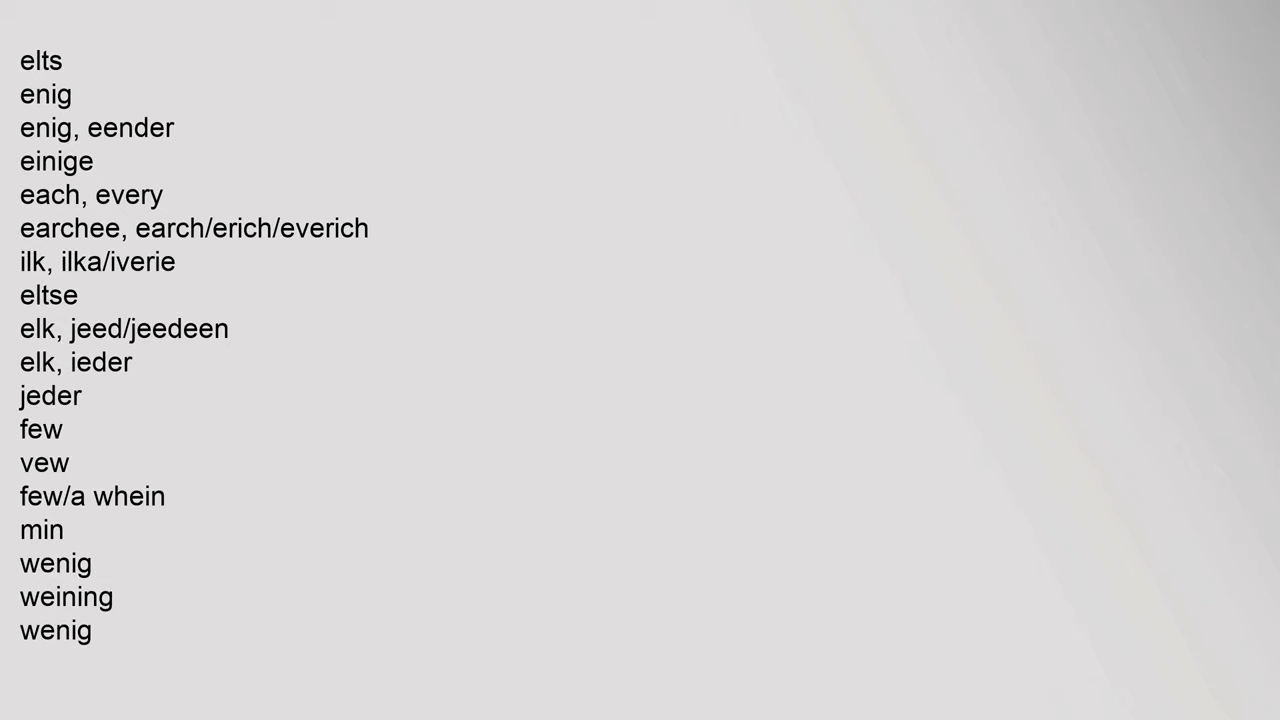 elts
enig
enig, eender
einige
each, every
earchee, earch/erich/everich
ilk, ilka/iverie
eltse
elk, jeed/jeedeen
elk, ieder
jeder
few
vew
few/a whein
min
wenig
weining
wenig